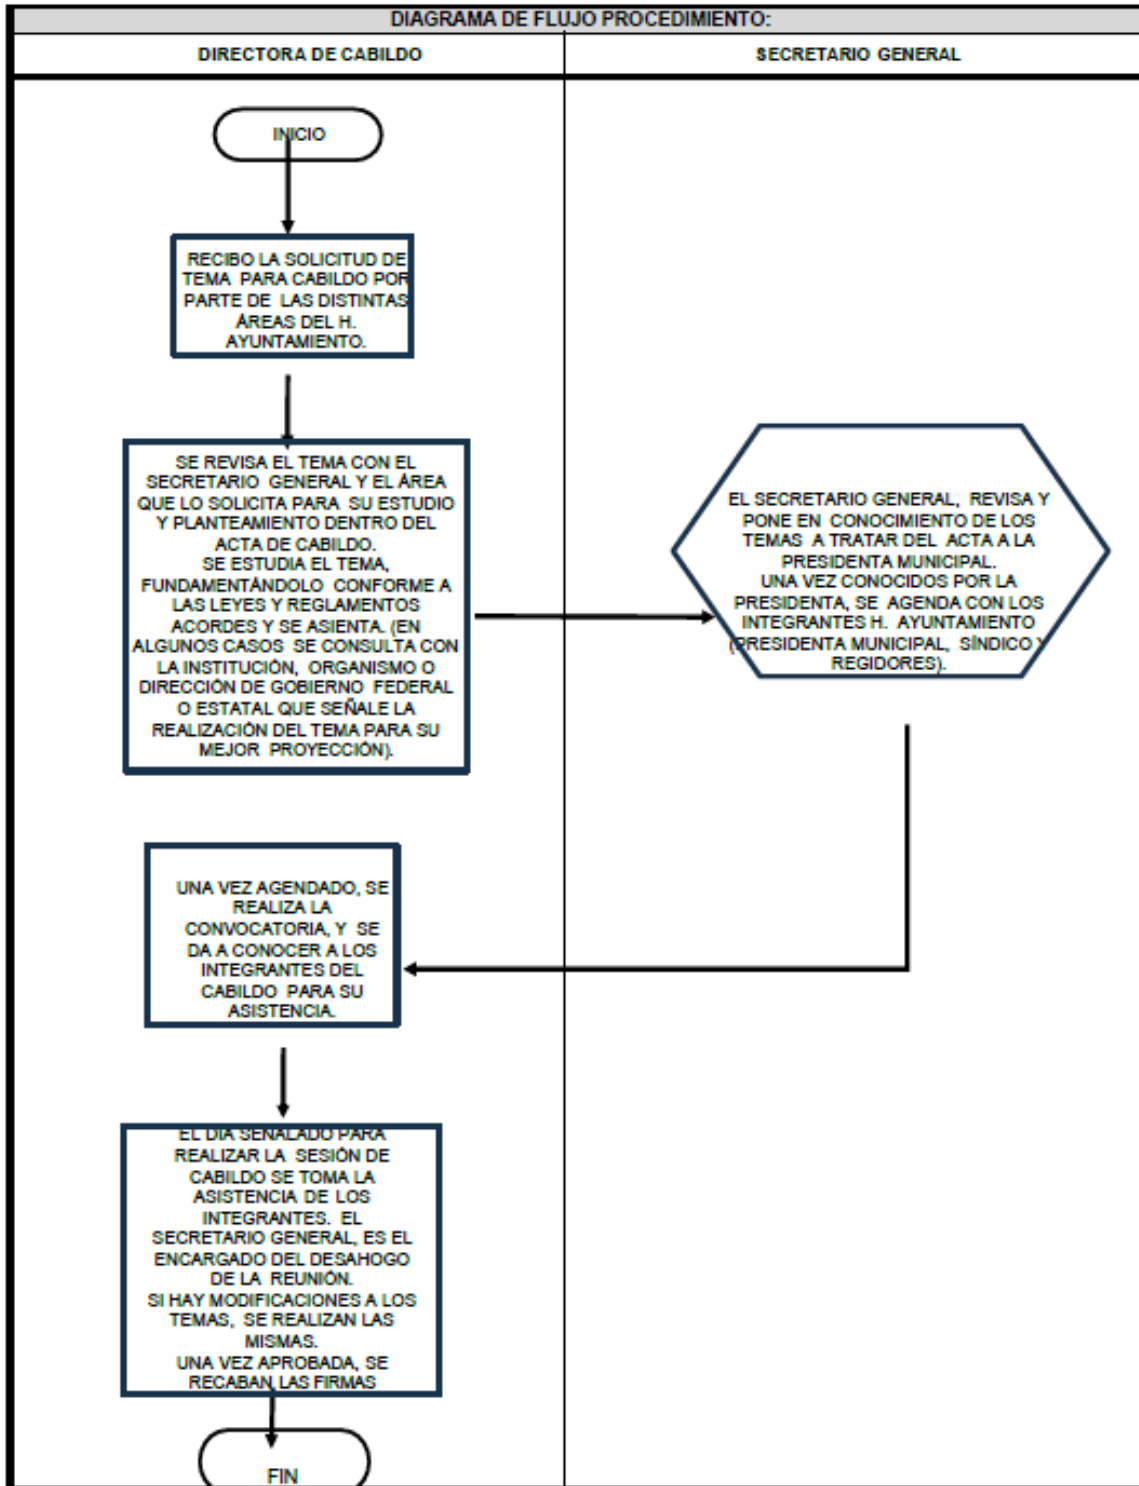 DIAGRAMA DE FLUJO PROCEDIMIENTO:
DIRECTORA DE CABILDO
SECRETARIO GENERAL
INICIO
RECIBO LA SOLICITUD DE
TEMA PARA CABILDO POR
PARTE DE LAS DISTINTAS
ÁREAS DEL H.
AYUNTAMIENTO.
SE REVISA EL TEMA CON EL
SECRETARIO GENERAL Y EL ÁREA
QUE LO SOLICITA PARA SU ESTUDIO
Y PLANTEAMIENTO DENTRO DEL
ACTA DE CABILDO.
SE ESTUDIA EL TEMA,
FUNDAMENTÁNDOLO CONFORME A
LAS LEYES Y REGLAMENTOS
ACORDES Y SE ASIENTA. (EN
ALGUNOS CASOS SE CONSULTA CON
LA INSTITUCIÓN, ORGANISMO O
DIRECCIÓN DE GOBIERNO FEDERAL
O ESTATAL QUE SEÑALE LA
REALIZACIÓN DEL TEMA PARA SU
MEJOR PROYECCIÓN).
EL SECRETARIO GENERAL, REVISA Y
PONE EN CONOCIMIENTO DE LOS
TEMAS A TRATAR DEL ACTA A LA
PRESIDENTA MUNICIPAL.
UNA VEZ CONOCIDOS POR LA
PRESIDENTA, SE AGENDA CON LOS
INTEGRANTES H. AYUNTAMIENTO
(PRESIDENTA MUNICIPAL, SÍNDICO Y
REGIDORES).
UNA VEZ AGENDADO, SE
REALIZA LA
CONVOCATORIA, Y SE
DA A CONOCER A LOS
INTEGRANTES DEL
CABILDO PARA SU
ASISTENCIA.
EL DÍA SEÑALADO PARA
REALIZAR LA SESIÓN DE
CABILDO SE TOMA LA
ASISTENCIA DE LOS
INTEGRANTES. EL
SECRETARIO GENERAL, ES EL
ENCARGADO DEL DESAHOGO
DE LA REUNIÓN.
SI HAY MODIFICACIONES A LOS
TEMAS, SE REALIZAN LAS
MISMAS.
UNA VEZ APROBADA, SE
RECABAN LAS FIRMAS
FIN